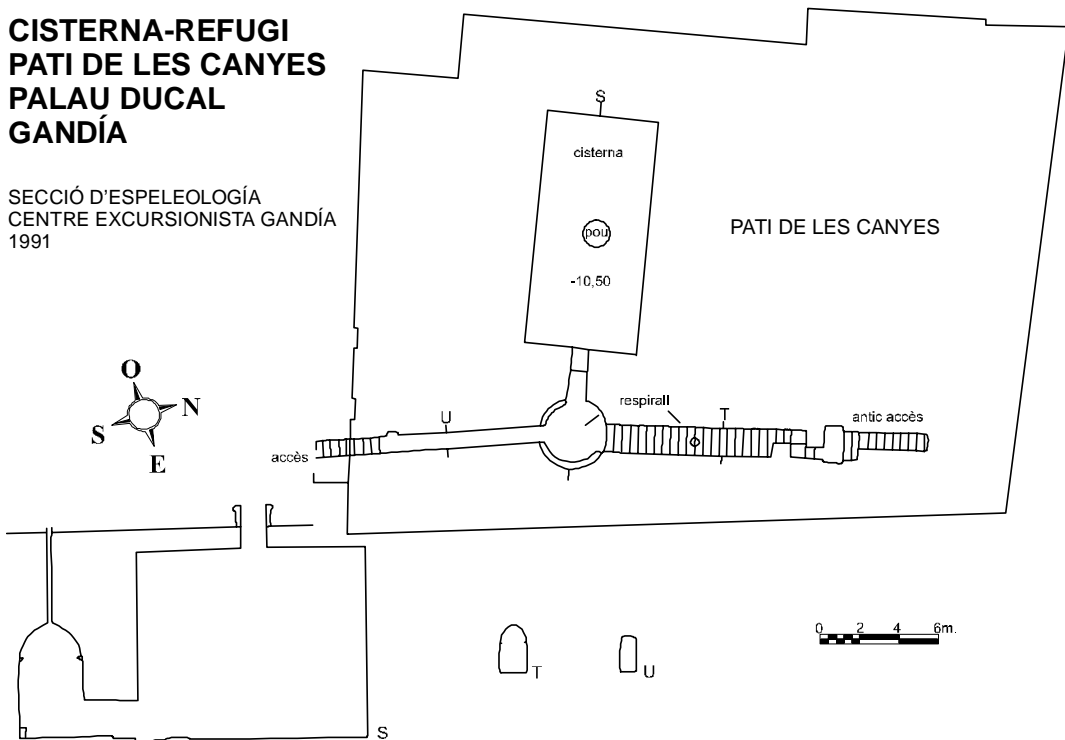 CISTERNA-REFUGI
PATI DE LES CANYES
PALAU DUCAL
GANDÍA
SECCIÓ D'ESPELEOLOGÍA
CENTRE EXCURSIONISTA GANDÍA
1991
S
cisterna
pou
-10,50
PATI DE LES CANYES
O
N
S
E
respirall
U
T
antic accès
accès
0 2 4 6m.
T
U
S